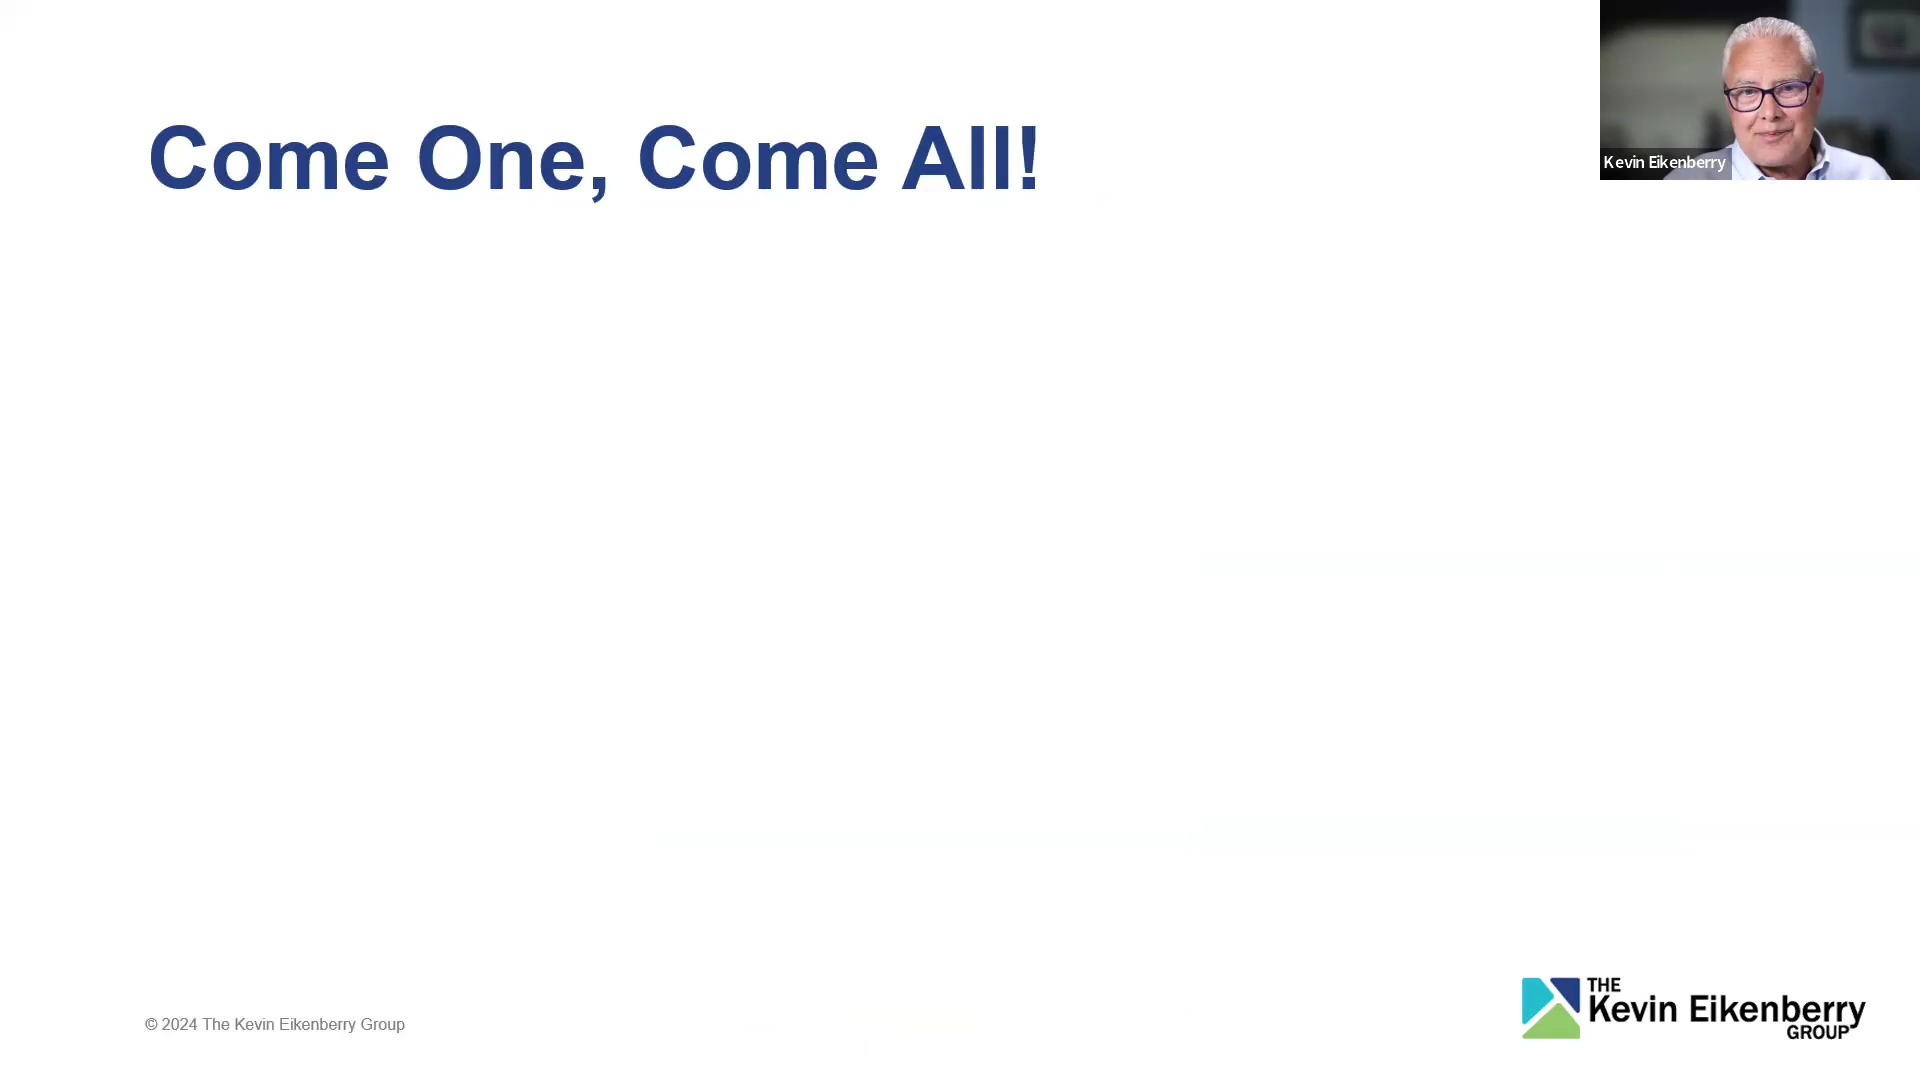 Come One, Come All!
Kevin Eikenberry
© 2024 The Kevin Eikenberry Group
THE
Kevin Eikenberry
GROUP